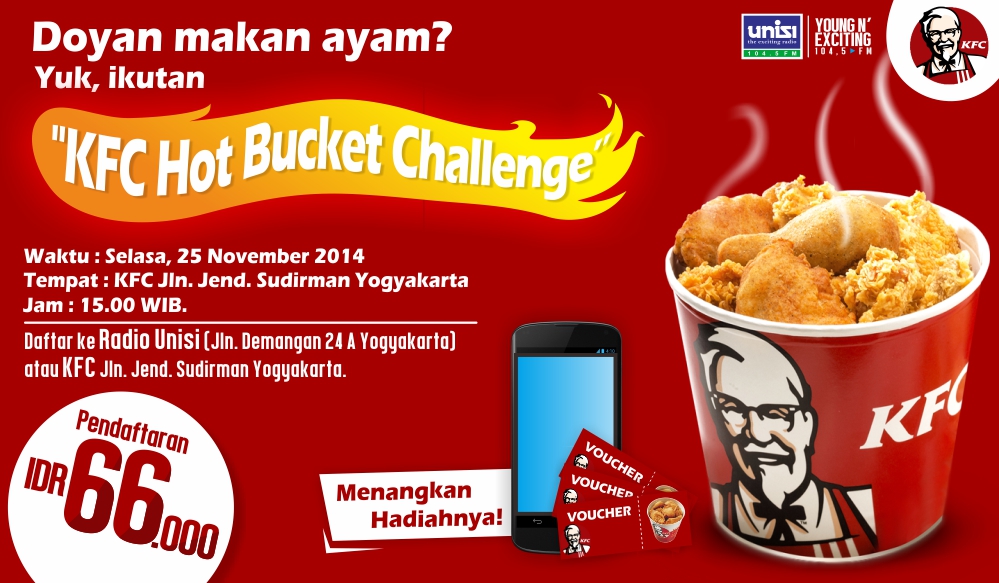 Doyan makan ayam?
Yuk, ikutan
"KFC Hot Bucket Challenge"
unisi
the exciting radio
104,5 FM
YOUNG N'
EXCITING
104,5 FM
KFC
Waktu : Selasa, 25 November 2014
Tempat : KFC Jln. Jend. Sudirman Yogyakarta
Jam : 15.00 WIB.
Daftar ke Radio Unisi (Jln. Demangan 24 A Yogyakarta)
atau KFC Jln. Jend. Sudirman Yogyakarta.
Pendaftaran
IDR 66.000
Menangkan
Hadiahnya!
4:10
VOUCHER
VOUCHER
VOUCHER
KFC
KFC